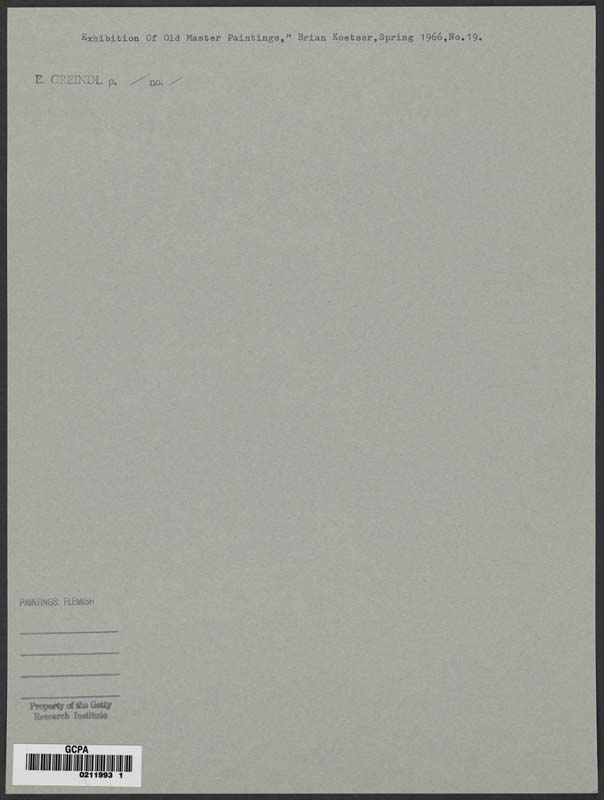 Exhibition Of Old Master Paintings," Brian Koetser,Spring 1966,No.19.
E. GREINDL p. / no. /
PAINTINGS: FLEMISH
Property of the Getty
Research Institute
GCPA
0211993 1